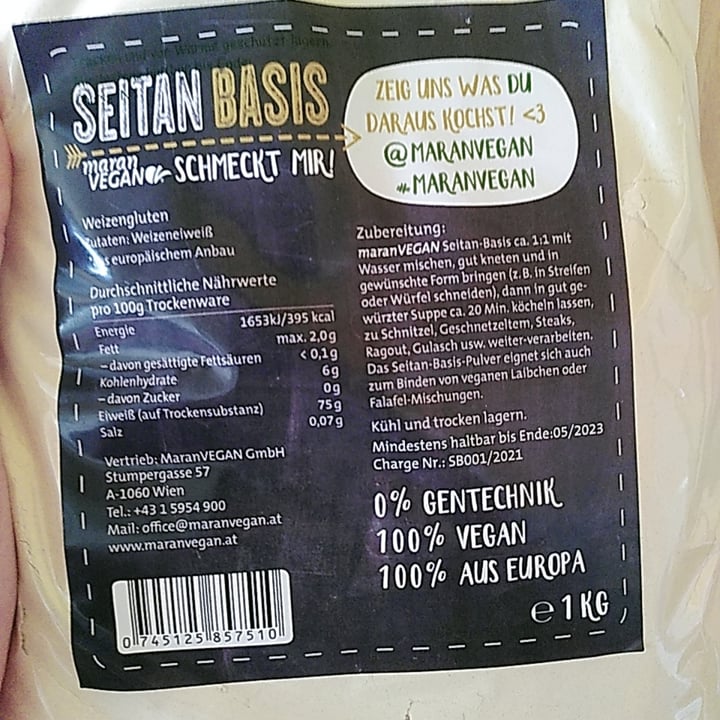 SEITAN BASIS
maran
VEGAN SCHMECKT MIR!
ZEIG UNS WAS DU
DARAUS KOCHST! <3
@MARANVEGAN
#MARANVEGAN
Weizengluten
Zutaten: Weizeneiweiß
aus europäischem Anbau
Durchschnittliche Nährwerte
pro 100g Trockenware
Energie 1653kJ/395 kcal
Fett max. 2,0g
– davon gesättigte Fettsäuren < 0,1g
Kohlenhydrate 6g
– davon Zucker 0g
Eiweiß (auf Trockensubstanz) 75g
Salz 0,07g
Vertrieb: MaranVEGAN GmbH
Stumpergasse 57
A-1060 Wien
Tel.: +43 1 5954 900
Mail: office@maranvegan.at
www.maranvegan.at
0 745125 857510
Zubereitung:
maranVEGAN Seitan-Basis ca. 1:1 mit
Wasser mischen, gut kneten und in
gewünschte Form bringen (z.B. in Streifen
oder Würfel schneiden), dann in gut ge-
würzter Suppe ca. 20 Min. köcheln lassen,
zu Schnitzel, Geschnetzeltem, Steaks,
Ragout, Gulasch usw. weiter-verarbeiten.
Das Seitan-Basis-Pulver eignet sich auch
zum Binden von veganen Laibchen oder
Falafel-Mischungen.
Kühl und trocken lagern.
Mindestens haltbar bis Ende:05/2023
Charge Nr.: SB001/2021
0% GENTECHNIK
100% VEGAN
100% AUS EUROPA
℮ 1 KG